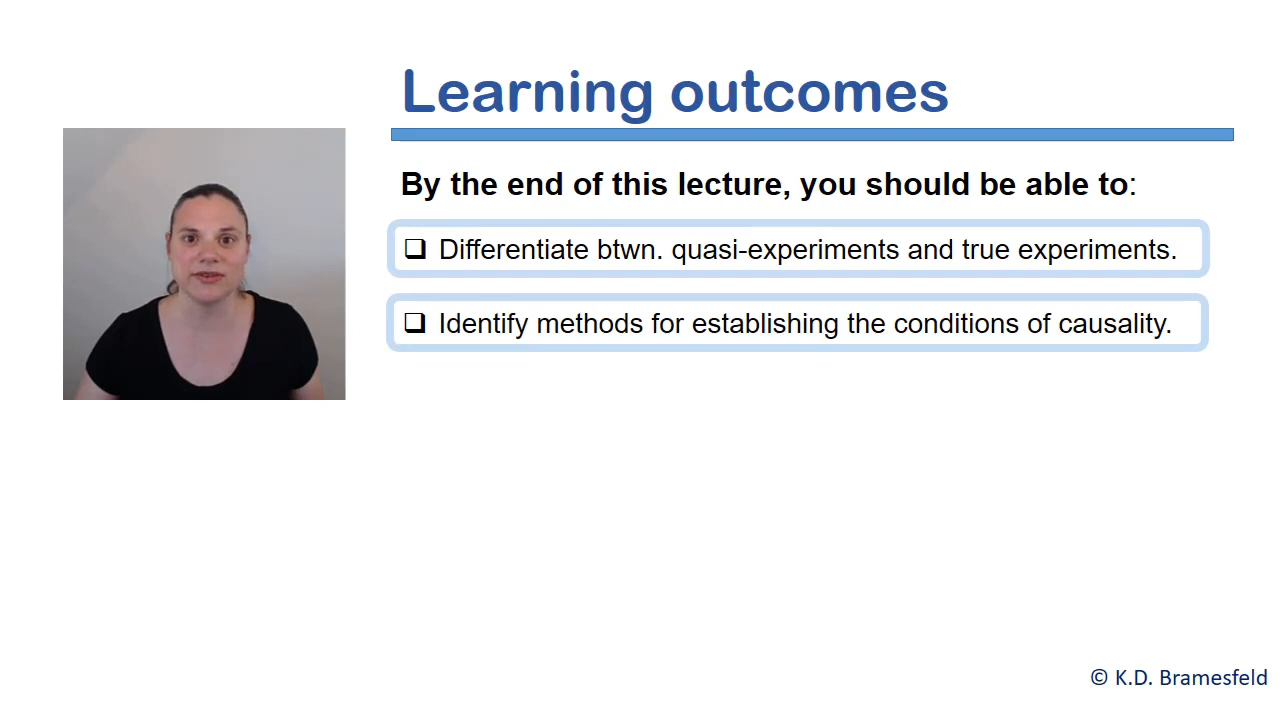 Learning outcomes
By the end of this lecture, you should be able to:
Differentiate btwn. quasi-experiments and true experiments.
Identify methods for establishing the conditions of causality.
© K.D. Bramesfeld